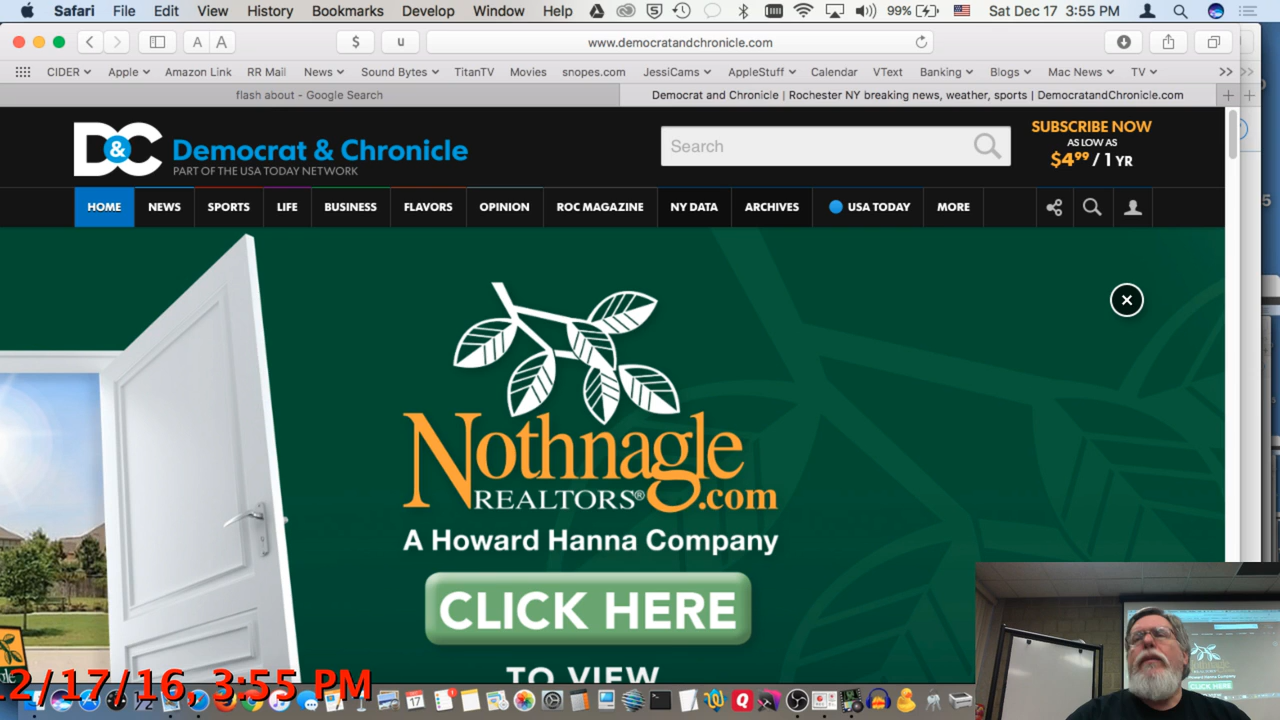 Safari File Edit View History Bookmarks Develop Window Help 99% Sat Dec 17 3:55 PM
A A $ u www.democratandchronicle.com
CIDER Apple Amazon Link RR Mail News Sound Bytes TitanTV Movies snopes.com JessiCams AppleStuff Calendar VText Banking Blogs Mac News TV >> >>
flash about - Google Search Democrat and Chronicle | Rochester NY breaking news, weather, sports | DemocratandChronicle.com + +
D&C Democrat & Chronicle
PART OF THE USA TODAY NETWORK
Search
SUBSCRIBE NOW
AS LOW AS
$4.99 / 1 YR
HOME NEWS SPORTS LIFE BUSINESS FLAVORS OPINION ROC MAGAZINE NY DATA ARCHIVES USA TODAY MORE
Nothnagle
REALTORS®.com
A Howard Hanna Company
CLICK HERE
TO VIEW
12/17/16, 3:55 PM
Nothnagle
CLICK HERE